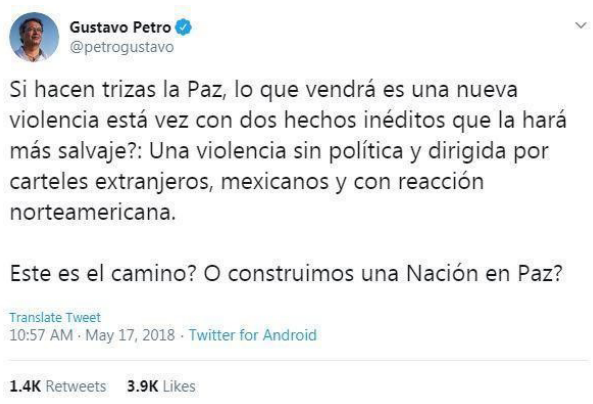 Gustavo Petro
@petrogustavo
Si hacen trizas la Paz, lo que vendrá es una nueva
violencia está vez con dos hechos inéditos que la hará
más salvaje?: Una violencia sin política y dirigida por
carteles extranjeros, mexicanos y con reacción
norteamericana.
Este es el camino? O construimos una Nación en Paz?
Translate Tweet
10:57 AM · May 17, 2018 · Twitter for Android
1.4K Retweets 3.9K Likes